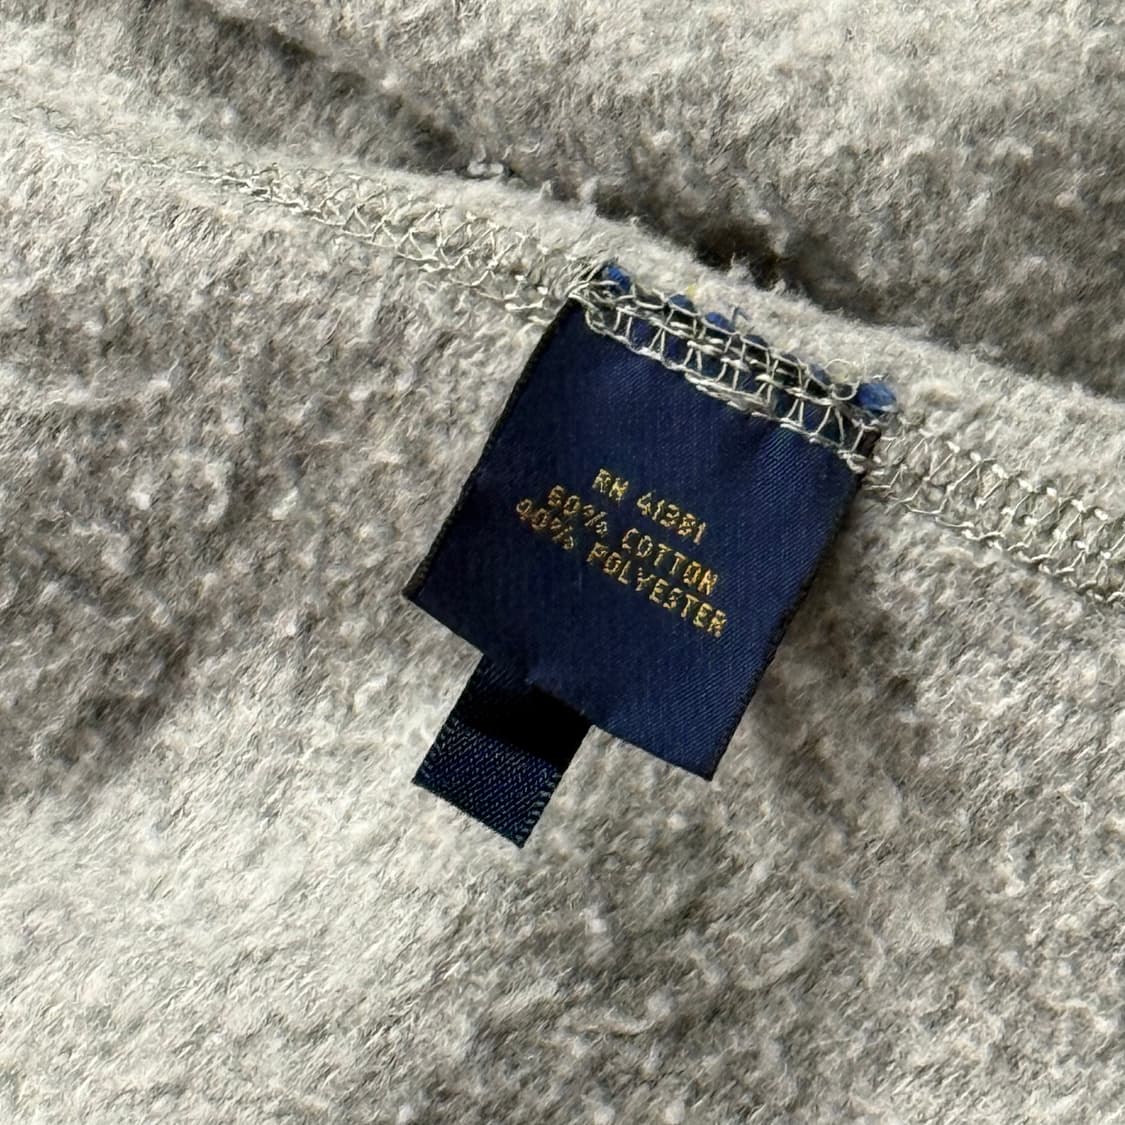 RN 41381
60% COTTON
40% POLYESTER